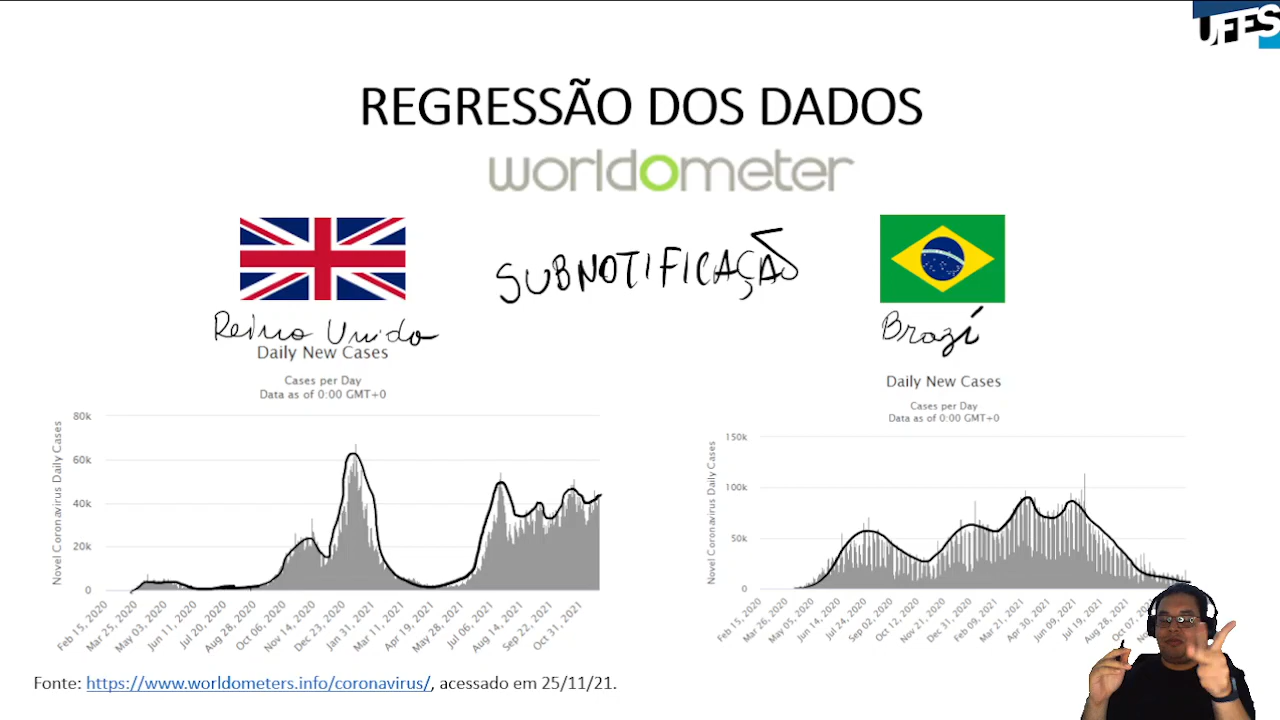 UFES
REGRESSÃO DOS DADOS
worldometer
SUBNOTIFICAÇÃO
Reino Unido
Daily New Cases
Cases per Day
Data as of 0:00 GMT+0
Novel Coronavirus Daily Cases
80k
60k
40k
20k
0
Feb 15, 2020
Mar 25, 2020
May 03, 2020
Jun 11, 2020
Jul 20, 2020
Aug 28, 2020
Oct 06, 2020
Nov 14, 2020
Dec 23, 2020
Jan 31, 2021
Mar 11, 2021
Apr 19, 2021
May 28, 2021
Jul 06, 2021
Aug 14, 2021
Sep 22, 2021
Oct 31, 2021
Brazí
Daily New Cases
Cases per Day
Data as of 0:00 GMT+0
Novel Coronavirus Daily Cases
150k
100k
50k
0
Feb 15, 2020
Mar 26, 2020
May 05, 2020
Jun 14, 2020
Jul 24, 2020
Sep 02, 2020
Oct 12, 2020
Nov 21, 2020
Dec 31, 2020
Feb 09, 2021
Mar 21, 2021
Apr 30, 2021
Jun 09, 2021
Jul 19, 2021
Aug 28, 2021
Oct 07,
Fonte: https://www.worldometers.info/coronavirus/, acessado em 25/11/21.